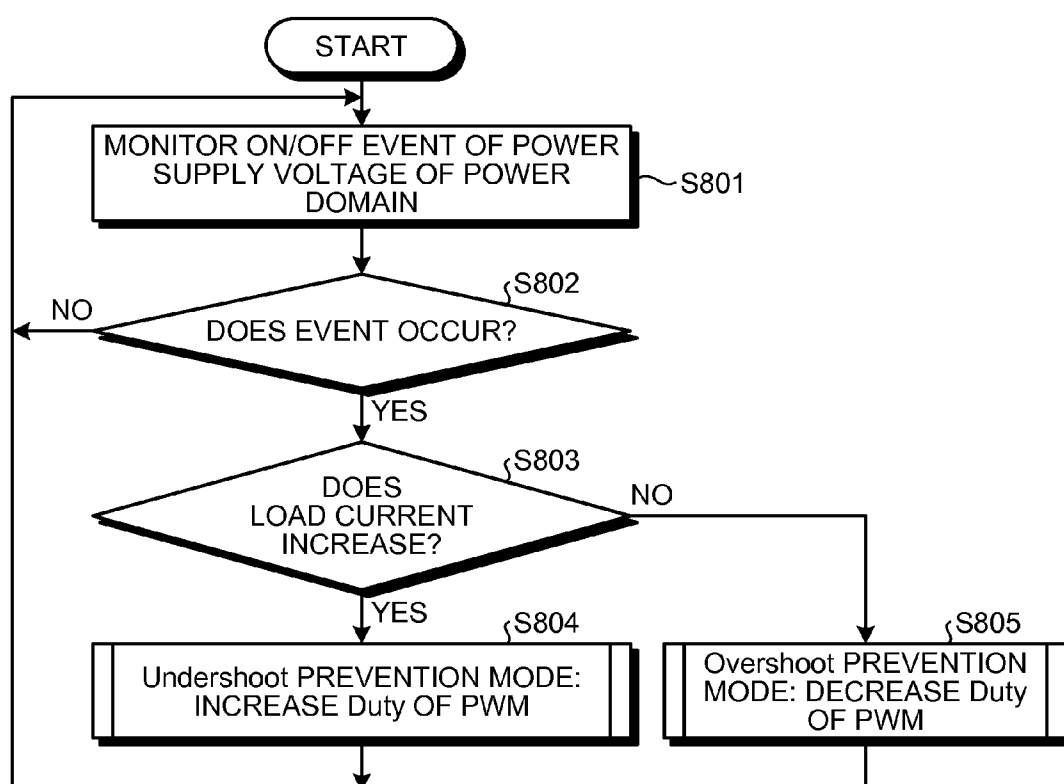 START
MONITOR ON/OFF EVENT OF POWER
SUPPLY VOLTAGE OF POWER
DOMAIN
S801
S802
NO
DOES EVENT OCCUR?
YES
S803
DOES
LOAD CURRENT
INCREASE?
NO
YES
S804
Undershoot PREVENTION MODE:
INCREASE Duty OF PWM
S805
Overshoot PREVENTION
MODE: DECREASE Duty
OF PWM